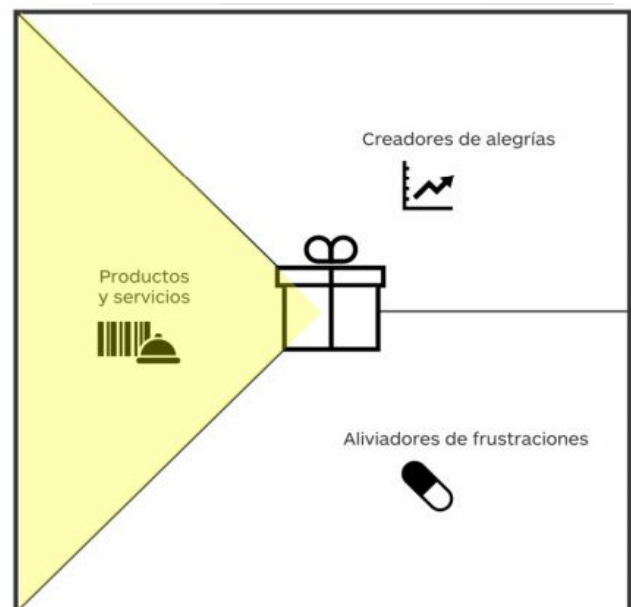 Creadores de alegrías
Productos
y servicios
Aliviadores de frustraciones